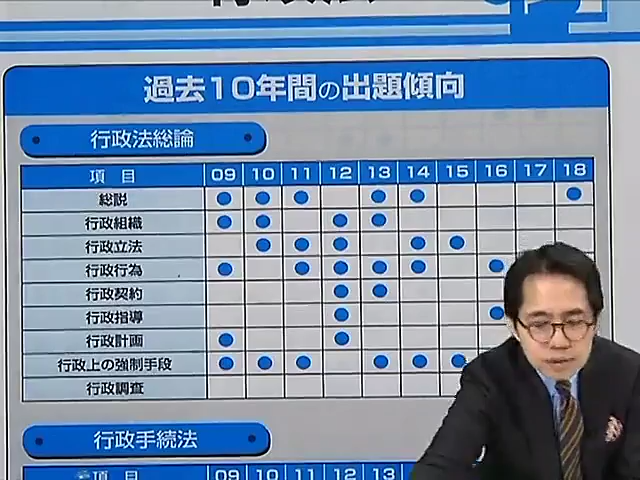 過去10年間の出題傾向
行政法総論
項目 09 10 11 12 13 14 15 16 17 18
総説 ● ● ● ● ● ●
行政組織 ● ● ● ●
行政立法 ● ● ● ● ●
行政行為 ● ● ● ● ● ●
行政契約 ● ●
行政指導 ● ●
行政計画 ● ●
行政上の強制手段 ● ● ● ● ● ●
行政調査
行政手続法
項目 09 10 11 12 13